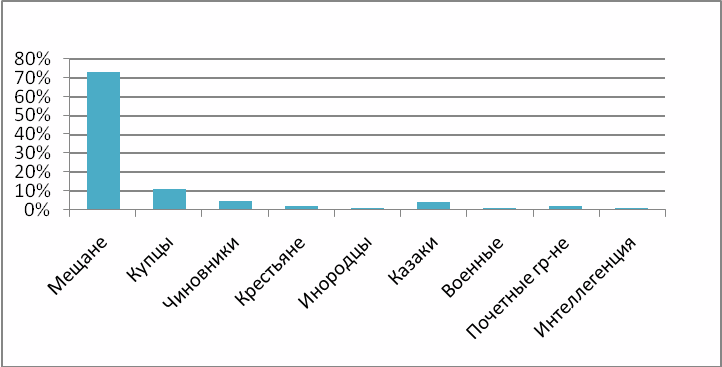 80%
70%
60%
50%
40%
30%
20%
10%
0%
Мещане
Купцы
Чиновники
Крестьяне
Инородцы
Казаки
Военные
Почетные гр-не
Интеллегенция